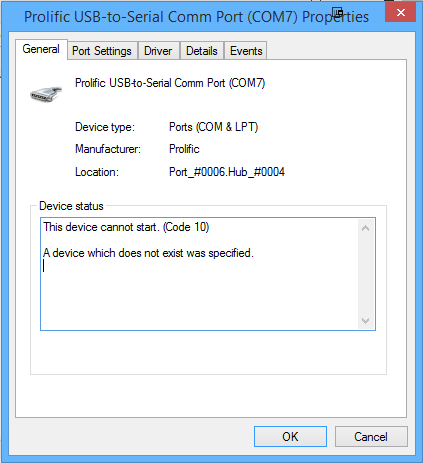 Prolific USB-to-Serial Comm Port (COM7) Properties
General Port Settings Driver Details Events
Prolific USB-to-Serial Comm Port (COM7)
Device type: Ports (COM & LPT)
Manufacturer: Prolific
Location: Port_#0006.Hub_#0004
Device status
This device cannot start. (Code 10)
A device which does not exist was specified.
OK Cancel